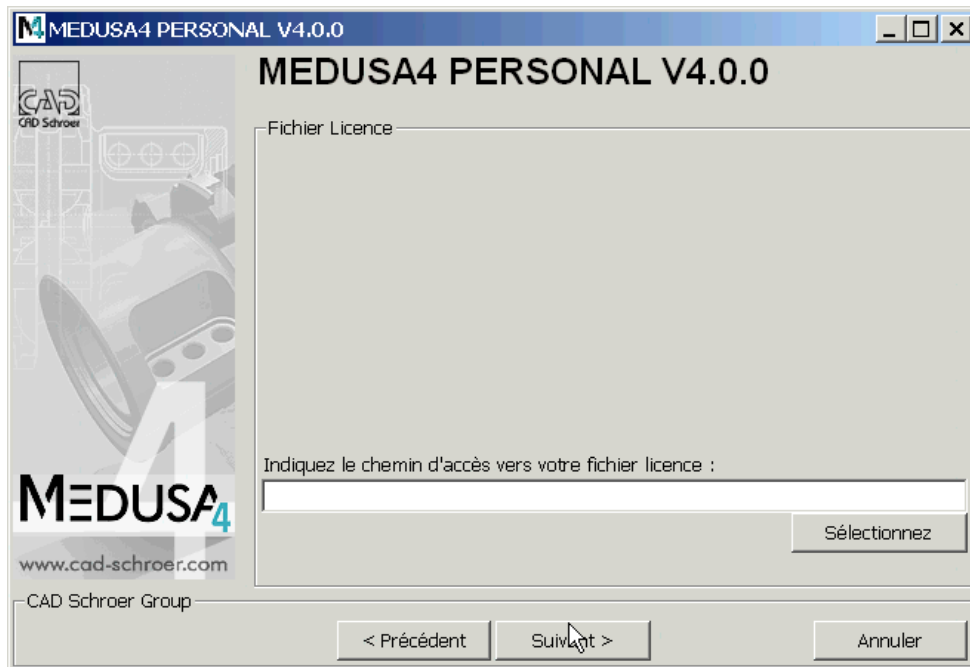 MEDUSA4 PERSONAL V4.0.0
MEDUSA4 PERSONAL V4.0.0
CAD
CAD Schroer
Fichier Licence
Indiquez le chemin d'accès vers votre fichier licence :
Sélectionnez
4
MEDUSA4
www.cad-schroer.com
CAD Schroer Group
< Précédent
Suivant >
Annuler